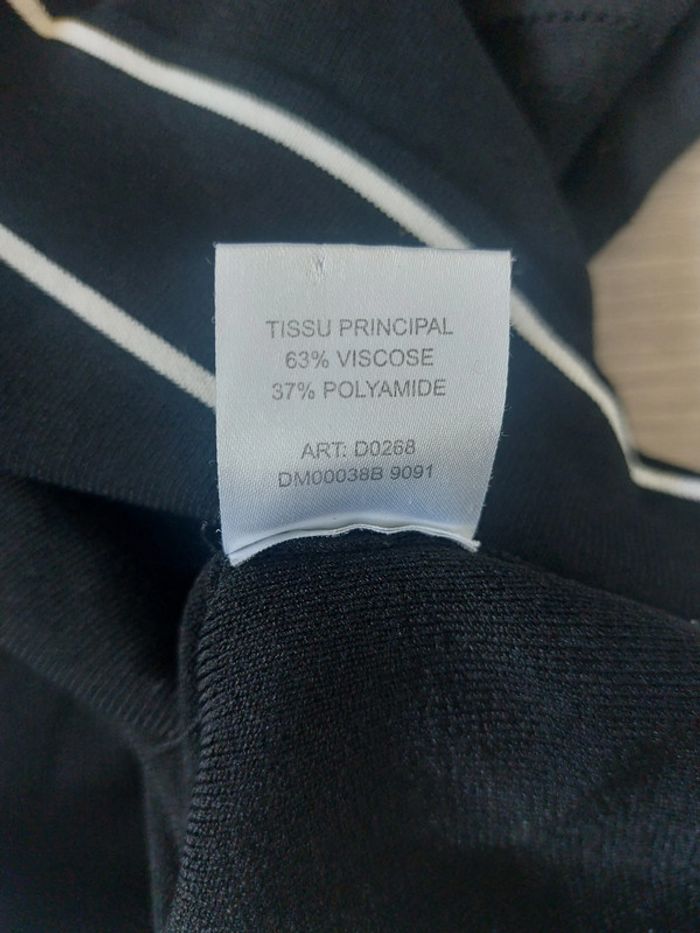 TISSU PRINCIPAL
63% VISCOSE
37% POLYAMIDE
ART: D0268
DM00038B 9091